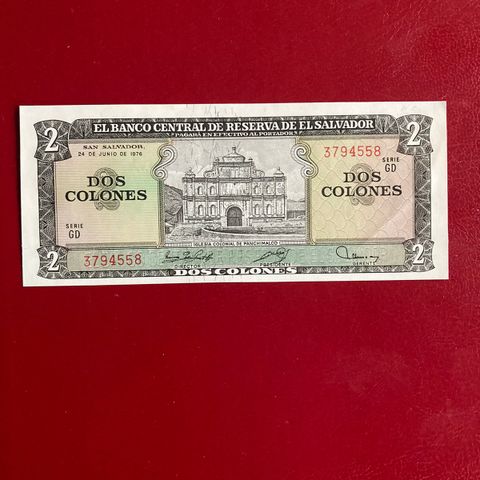 EL BANCO CENTRAL DE RESERVA DE EL SALVADOR
PAGARÁ EN EFECTIVO AL PORTADOR
2
2
SAN SALVADOR,
24 DE JUNIO DE 1976
3794558
SERIE
GD
DOS
COLONES
DOS
COLONES
SERIE
GD
IGLESIA COLONIAL DE PANCHIMALCO
3794558
DIRECTOR
PRESIDENTE
GERENTE
2
DOS COLONES
2